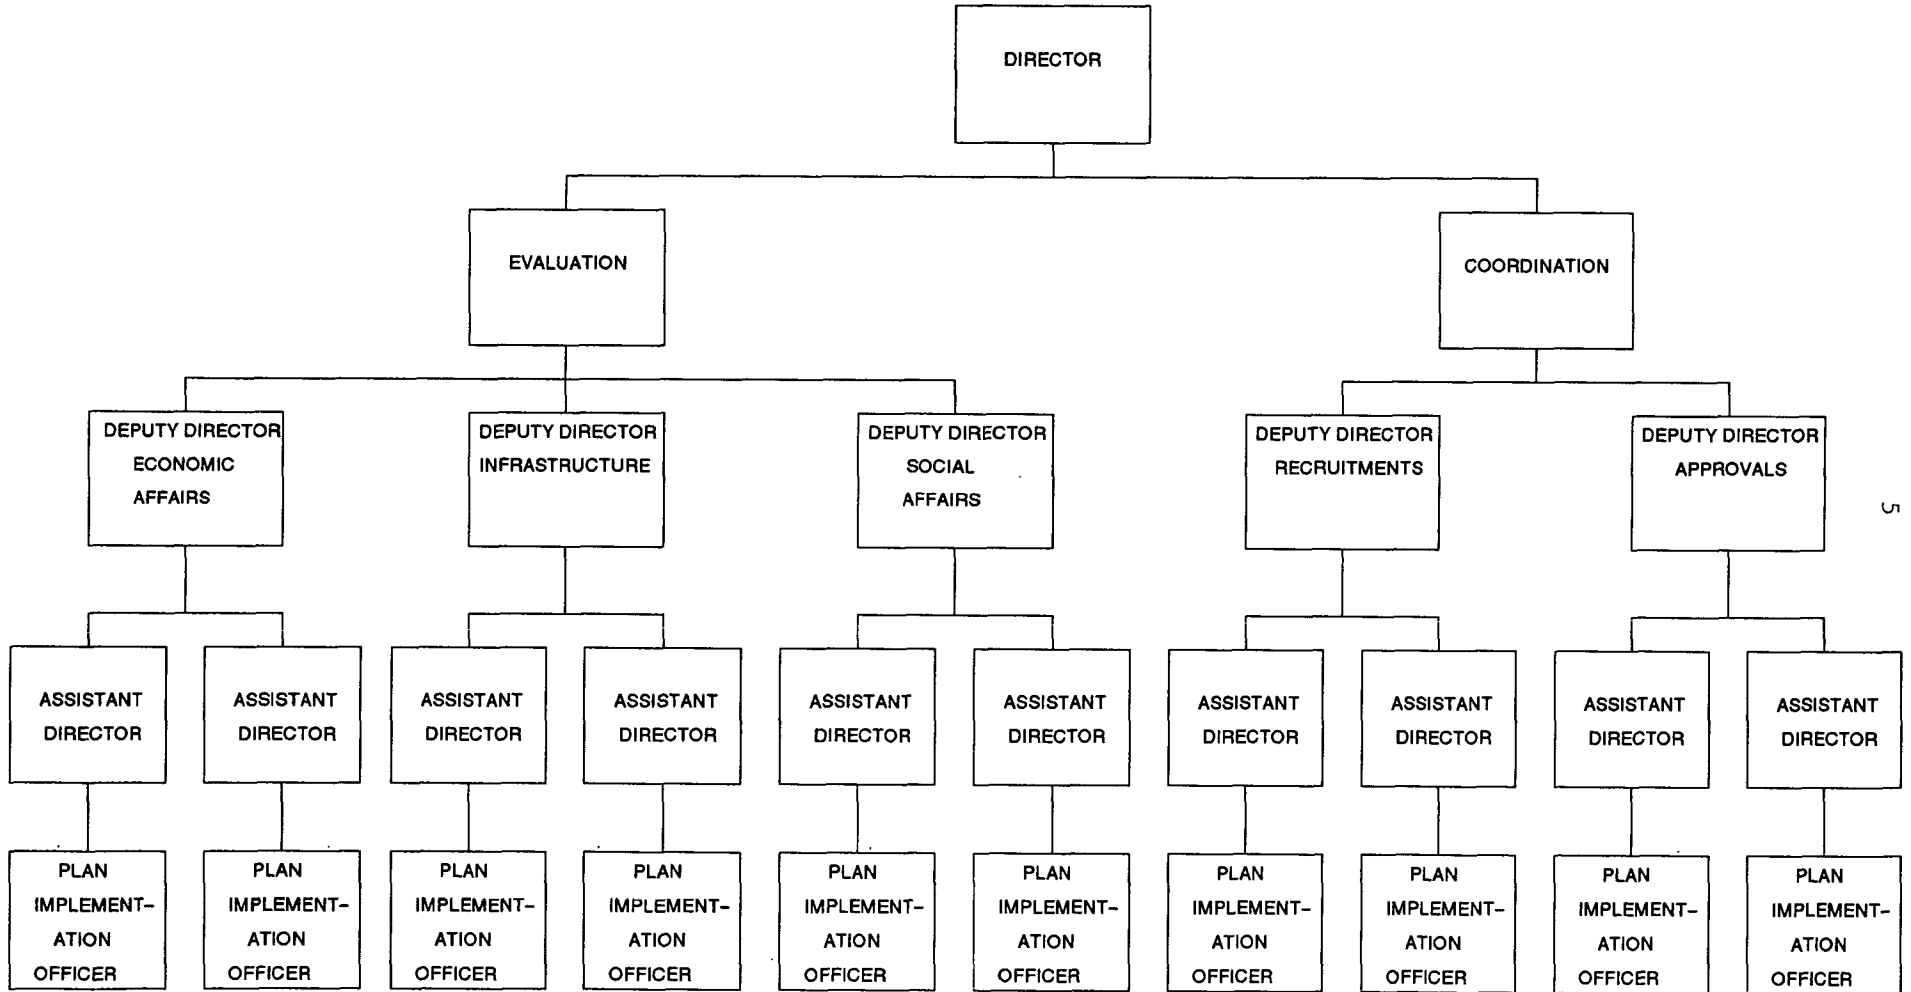 DIRECTOR
EVALUATION
COORDINATION
DEPUTY DIRECTOR
ECONOMIC
AFFAIRS
DEPUTY DIRECTOR
INFRASTRUCTURE
DEPUTY DIRECTOR
SOCIAL
AFFAIRS
DEPUTY DIRECTOR
RECRUITMENTS
DEPUTY DIRECTOR
APPROVALS
5
ASSISTANT
DIRECTOR
ASSISTANT
DIRECTOR
ASSISTANT
DIRECTOR
ASSISTANT
DIRECTOR
ASSISTANT
DIRECTOR
ASSISTANT
DIRECTOR
ASSISTANT
DIRECTOR
ASSISTANT
DIRECTOR
ASSISTANT
DIRECTOR
ASSISTANT
DIRECTOR
PLAN
IMPLEMENT-
ATION
OFFICER
PLAN
IMPLEMENT-
ATION
OFFICER
PLAN
IMPLEMENT-
ATION
OFFICER
PLAN
IMPLEMENT-
ATION
OFFICER
PLAN
IMPLEMENT-
ATION
OFFICER
PLAN
IMPLEMENT-
ATION
OFFICER
PLAN
IMPLEMENT-
ATION
OFFICER
PLAN
IMPLEMENT-
ATION
OFFICER
PLAN
IMPLEMENT-
ATION
OFFICER
PLAN
IMPLEMENT-
ATION
OFFICER